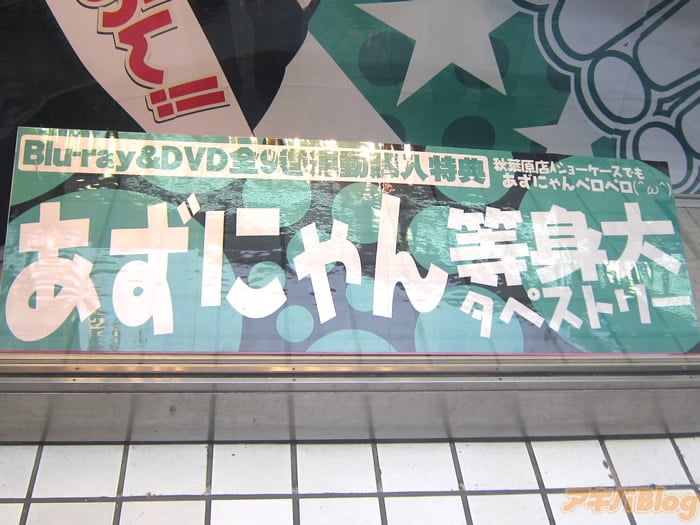 ん!!
Blu-ray&DVD全9巻連動購入特典
秋葉原店ショーケースでも
あずにゃんペロペロ(^ω^)
あずにゃん 等身大
タペストリー
アキバBlog